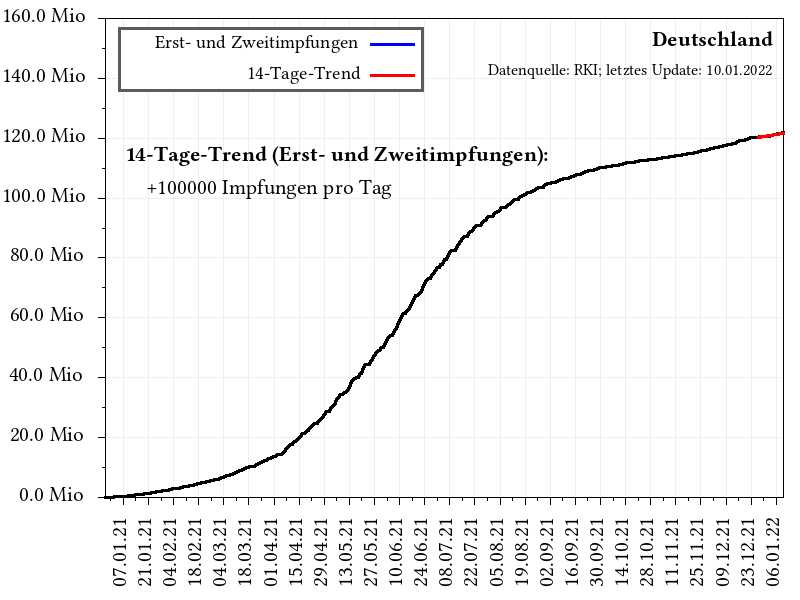 160.0 Mio
140.0 Mio
120.0 Mio
100.0 Mio
80.0 Mio
60.0 Mio
40.0 Mio
20.0 Mio
0.0 Mio
Erst- und Zweitimpfungen
14-Tage-Trend
Deutschland
Datenquelle: RKI; letztes Update: 10.01.2022
14-Tage-Trend (Erst- und Zweitimpfungen):
+100000 Impfungen pro Tag
07.01.21
21.01.21
04.02.21
18.02.21
04.03.21
18.03.21
01.04.21
15.04.21
29.04.21
13.05.21
27.05.21
10.06.21
24.06.21
08.07.21
22.07.21
05.08.21
19.08.21
02.09.21
16.09.21
30.09.21
14.10.21
28.10.21
11.11.21
25.11.21
09.12.21
23.12.21
06.01.22